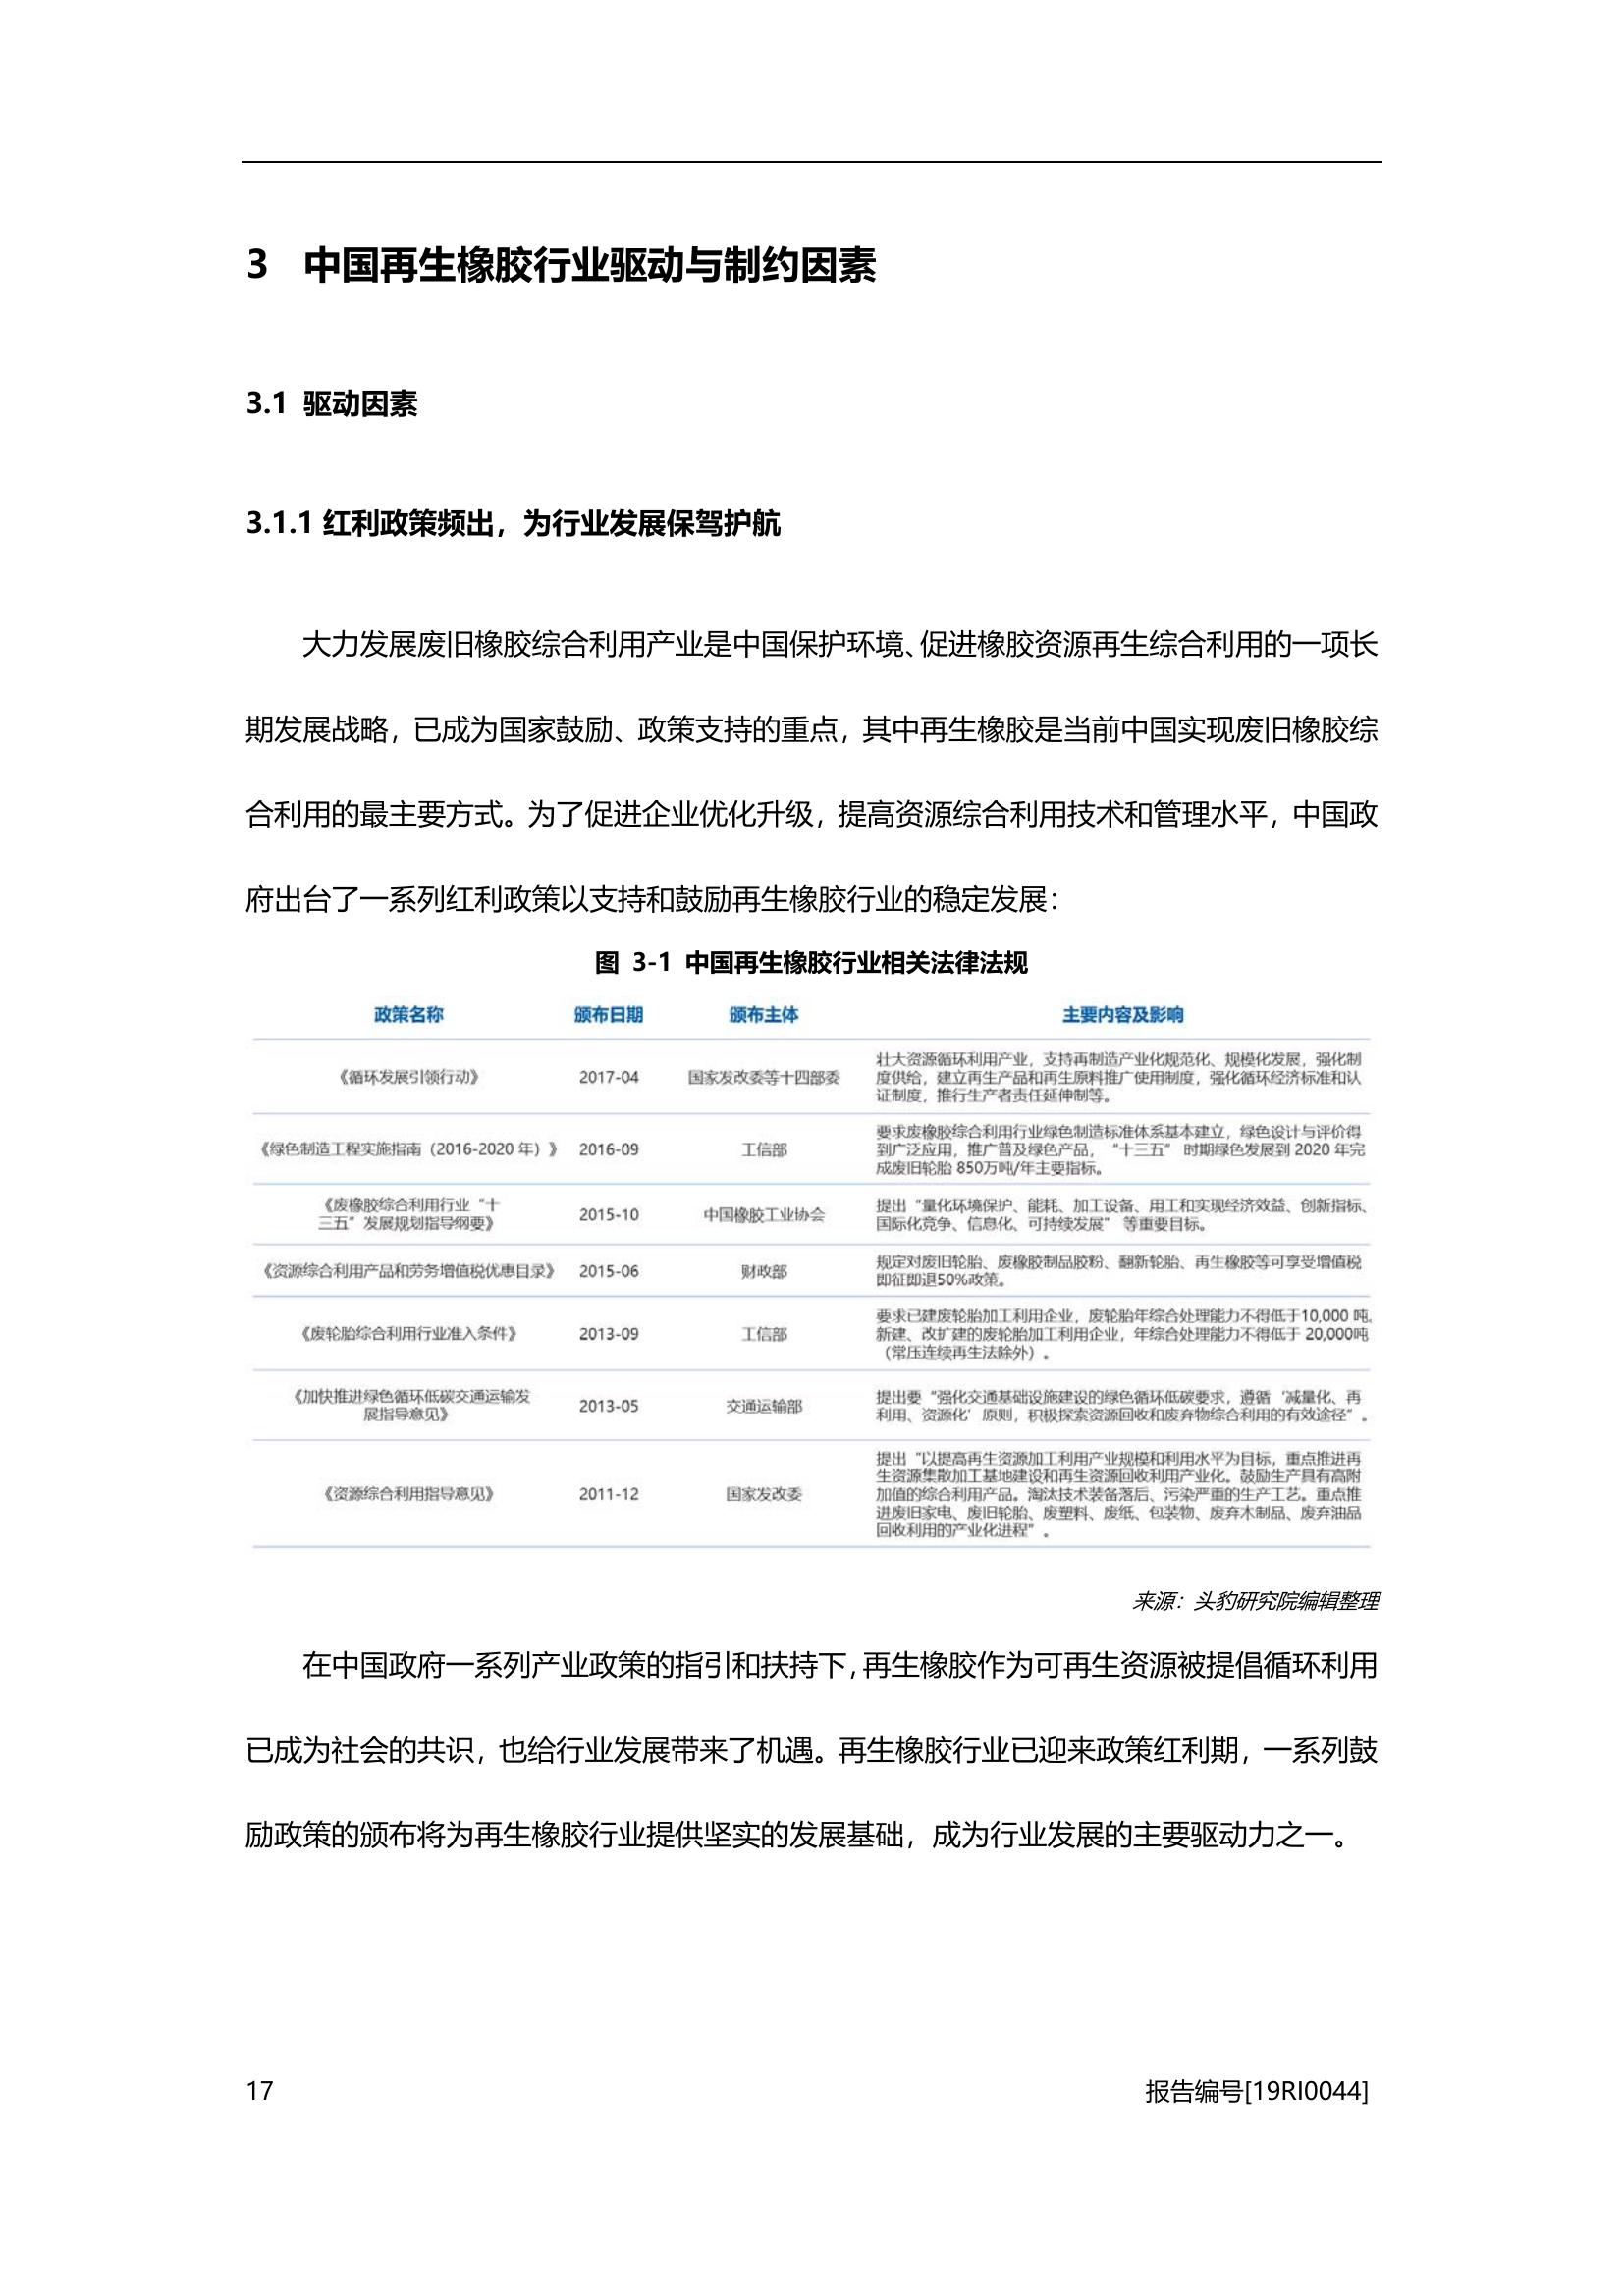 3 中国再生橡胶行业驱动与制约因素
3.1 驱动因素
3.1.1 红利政策频出，为行业发展保驾护航
大力发展废旧橡胶综合利用产业是中国保护环境、促进橡胶资源再生综合利用的一项长
期发展战略，已成为国家鼓励、政策支持的重点，其中再生橡胶是当前中国实现废旧橡胶综
合利用的最主要方式。为了促进企业优化升级，提高资源综合利用技术和管理水平，中国政
府出台了一系列红利政策以支持和鼓励再生橡胶行业的稳定发展：
图 3-1 中国再生橡胶行业相关法律法规
政策名称 颁布日期 颁布主体 主要内容及影响
《循环发展引领行动》 2017-04 国家发改委等十四部委
壮大资源循环利用产业，支持再制造产业化规范化、规模化发展，强化制
度供给，建立再生产品和再生原料推广使用制度，强化循环经济标准和认
证制度，推行生产者责任延伸制等。
《绿色制造工程实施指南（2016-2020 年）》 2016-09 工信部
要求废橡胶综合利用行业绿色制造标准体系基本建立，绿色设计与评价得
到广泛应用，推广普及绿色产品，“十三五” 时期绿色发展到 2020 年完
成废旧轮胎 850万吨/年主要指标。
《废橡胶综合利用行业“十
三五”发展规划指导纲要》
2015-10 中国橡胶工业协会
提出“量化环境保护、能耗、加工设备、用工和实现经济效益、创新指标、
国际化竞争、信息化、可持续发展” 等重要目标。
《资源综合利用产品和劳务增值税优惠目录》 2015-06 财政部
规定对废旧轮胎、废橡胶制品胶粉、翻新轮胎、再生橡胶等可享受增值税
即征即退50%政策。
《废轮胎综合利用行业准入条件》 2013-09 工信部
要求已建废轮胎加工利用企业，废轮胎年综合处理能力不得低于10,000 吨，
新建、改扩建的废轮胎加工利用企业，年综合处理能力不得低于 20,000吨
（常压连续再生法除外）。
《加快推进绿色循环低碳交通运输发
展指导意见》
2013-05 交通运输部
提出要“强化交通基础设施建设的绿色循环低碳要求，遵循‘减量化、再
利用、资源化’原则，积极探索资源回收和废弃物综合利用的有效途径”。
《资源综合利用指导意见》 2011-12 国家发改委
提出“以提高再生资源加工利用产业规模和利用水平为目标，重点推进再
生资源集散加工基地建设和再生资源回收利用产业化。鼓励生产具有高附
加值的综合利用产品。淘汰技术装备落后、污染严重的生产工艺。重点推
进废旧家电、废旧轮胎、废塑料、废纸、包装物、废弃木制品、废弃油品
回收利用的产业化进程”。
来源：头豹研究院编辑整理
在中国政府一系列产业政策的指引和扶持下，再生橡胶作为可再生资源被提倡循环利用
已成为社会的共识，也给行业发展带来了机遇。再生橡胶行业已迎来政策红利期，一系列鼓
励政策的颁布将为再生橡胶行业提供坚实的发展基础，成为行业发展的主要驱动力之一。
17 报告编号[19RI0044]